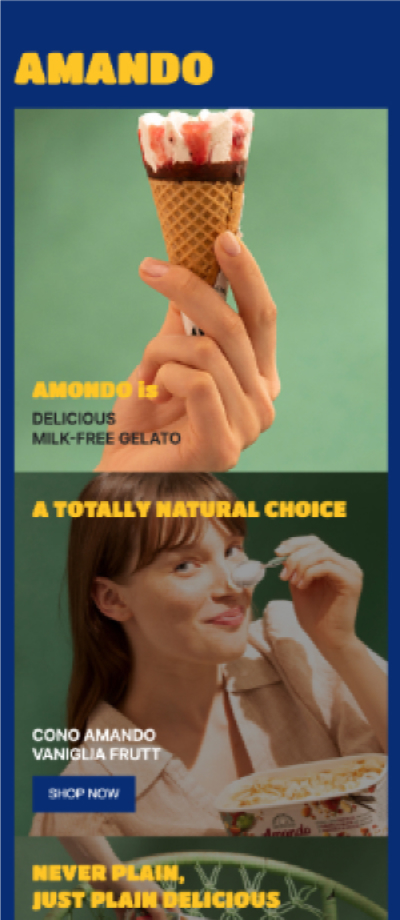 AMANDO
AMONDO is
DELICIOUS
MILK-FREE GELATO
A TOTALLY NATURAL CHOICE
CONO AMANDO
VANIGLIA FRUTT
SHOP NOW
Amando
NEVER PLAIN,
JUST PLAIN DELICIOUS